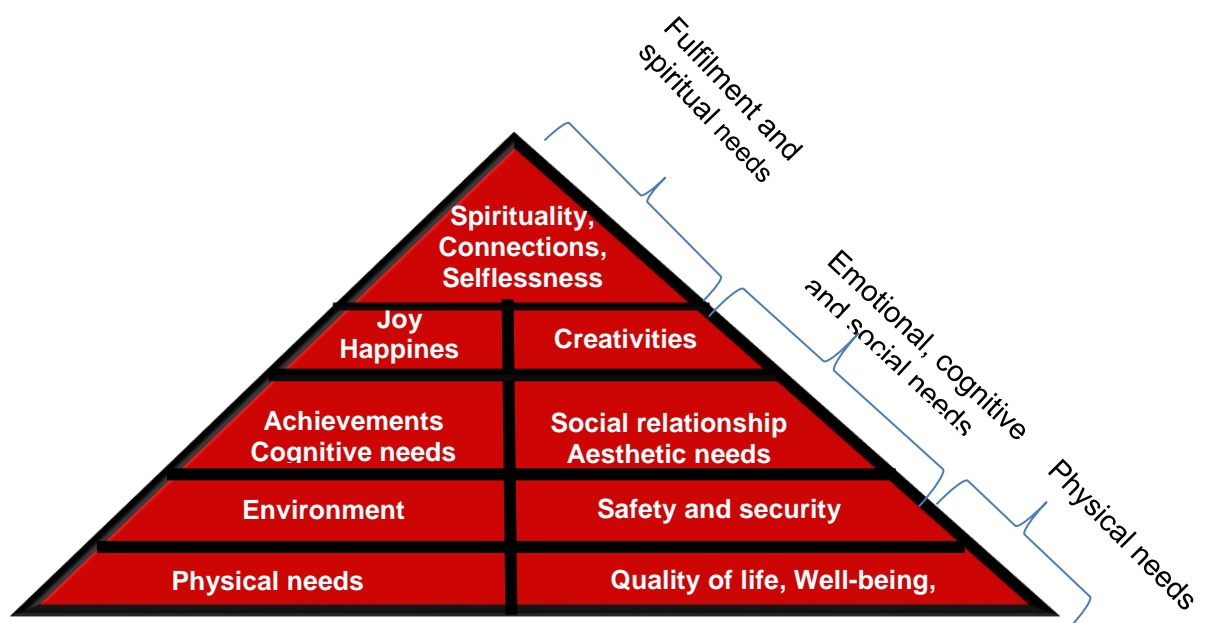 Fulfilment and
spiritual needs
Spirituality,
Connections,
Selflessness
Emotional, cognitive
and social needs
Joy
Happines
Creativities
Achievements
Cognitive needs
Social relationship
Aesthetic needs
Physical needs
Environment
Safety and security
Physical needs
Quality of life, Well-being,